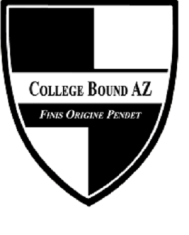 COLLEGE BOUND AZ
FINIS ORIGINE PENDET